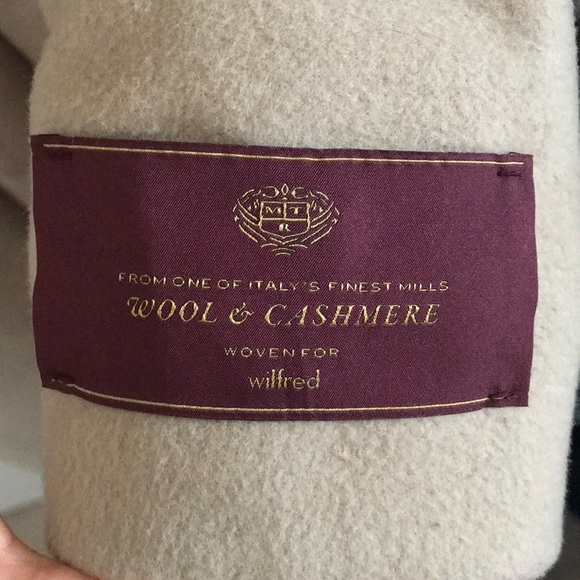 M T
R
FROM ONE OF ITALY'S FINEST MILLS
WOOL & CASHMERE
WOVEN FOR
wilfred